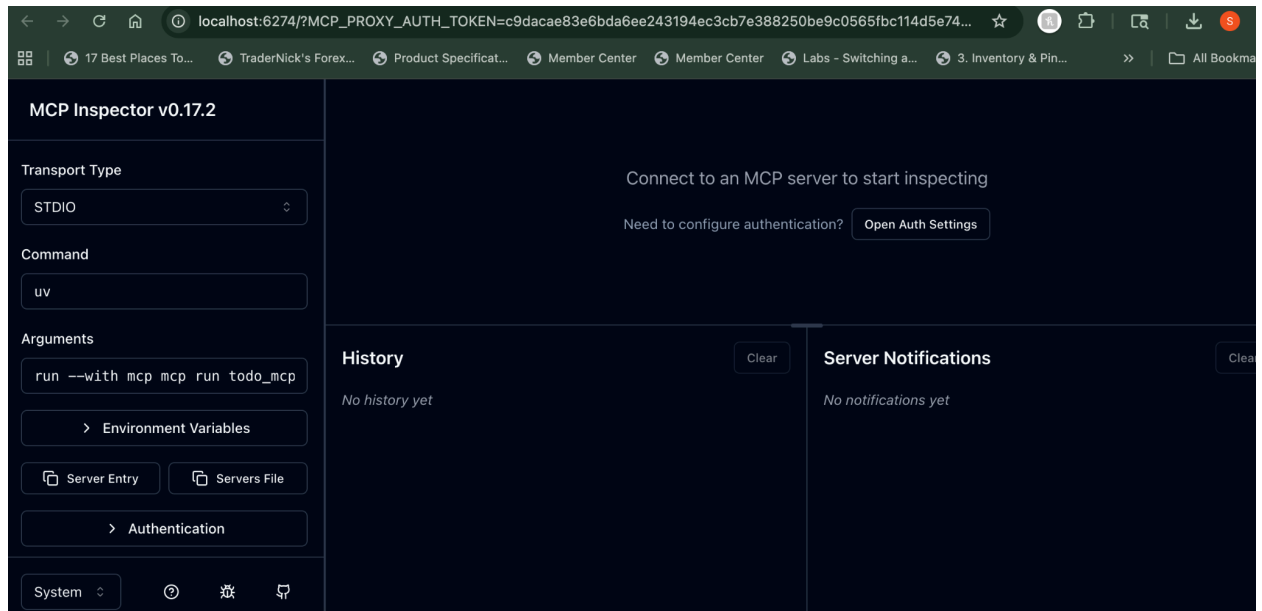 localhost:6274/?MCP_PROXY_AUTH_TOKEN=c9dacae83e6bda6ee243194ec3cb7e388250be9c0565fbc114d5e74...
S
17 Best Places To... TraderNick's Forex... Product Specificat... Member Center Member Center Labs - Switching a... 3. Inventory & Pin... » All Bookma
MCP Inspector v0.17.2
Transport Type
STDIO
Command
uv
Arguments
run --with mcp mcp run todo_mcp
Environment Variables
Server Entry Servers File
Authentication
System
Connect to an MCP server to start inspecting
Need to configure authentication? Open Auth Settings
History Clear
No history yet
Server Notifications Clea
No notifications yet